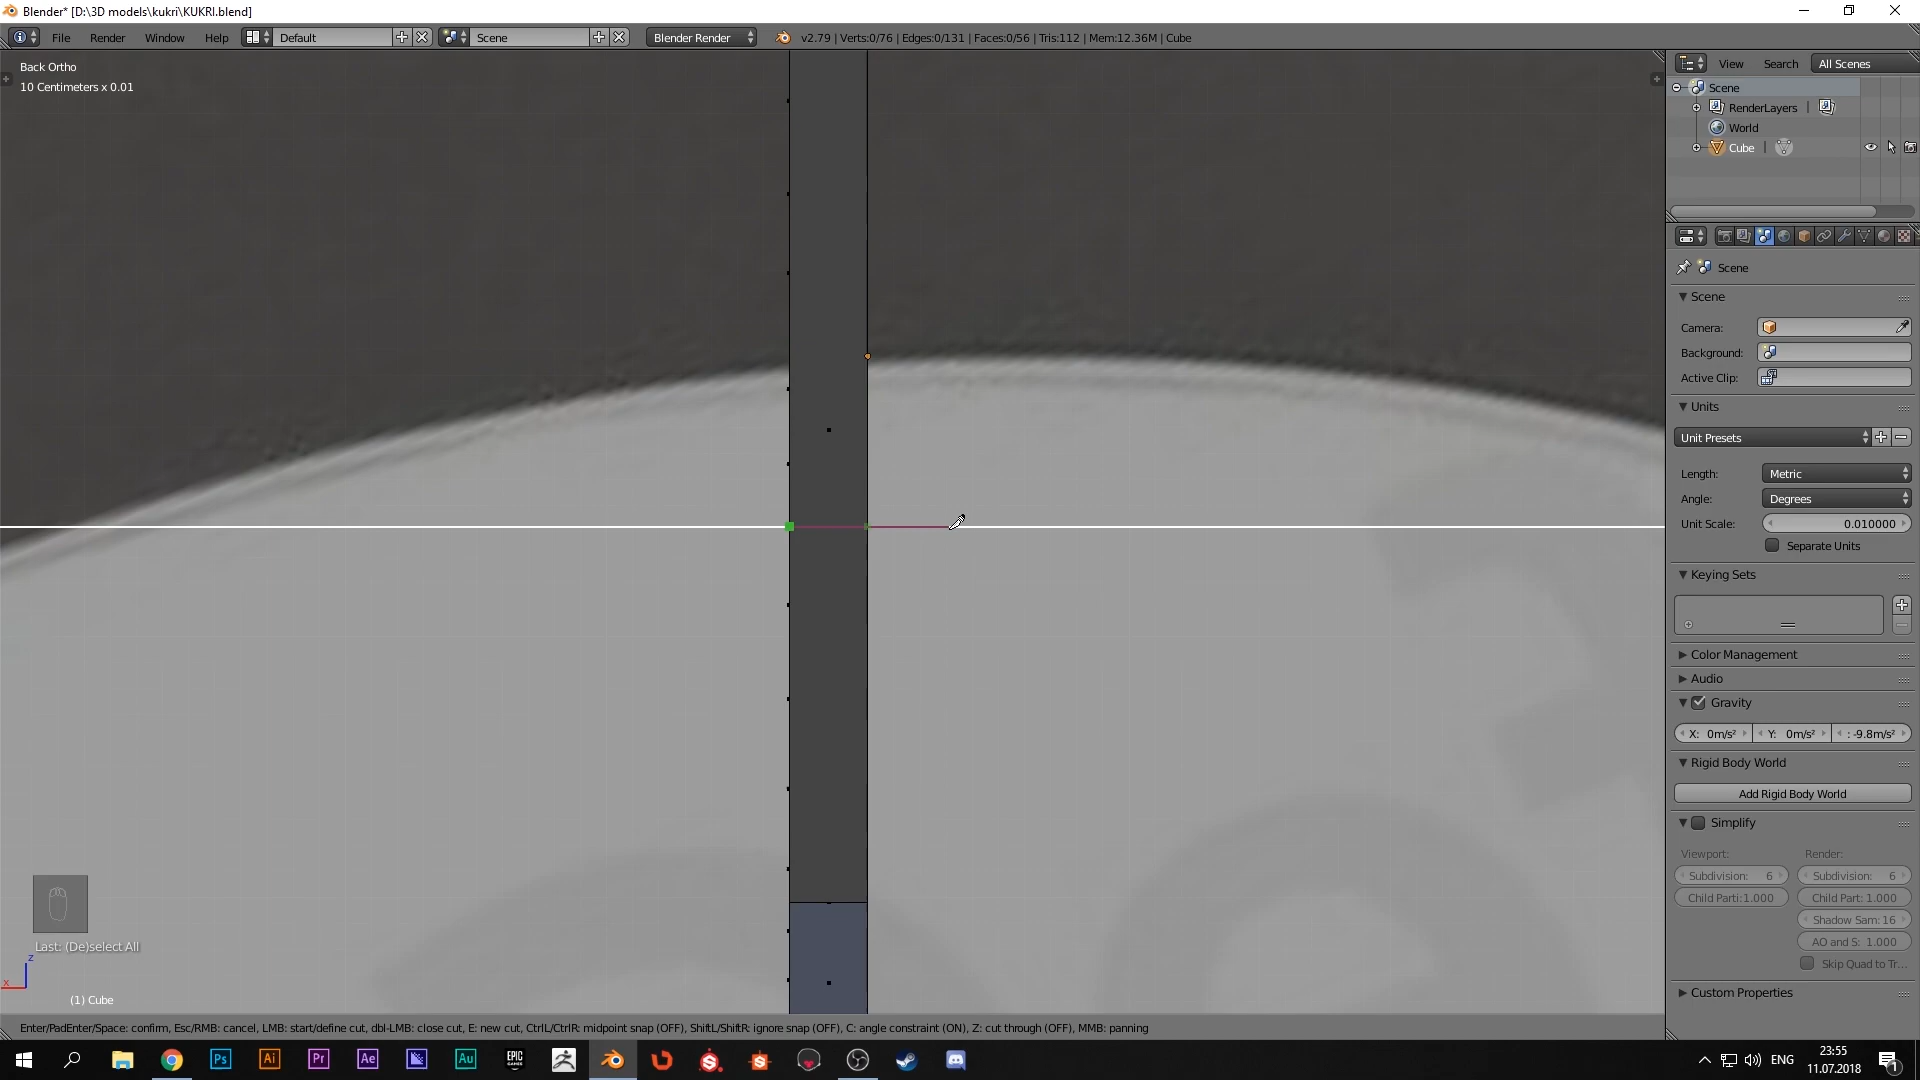 Blender* [D:\3D models\kukri\KUKRI.blend]
File Render Window Help Default Scene Blender Render v2.79 | Verts:0/76 | Edges:0/131 | Faces:0/56 | Tris:112 | Mem:12.36M | Cube
Back Ortho
10 Centimeters x 0.01
View Search All Scenes
Scene
RenderLayers
World
Cube
Scene
Scene
Camera:
Background:
Active Clip:
Units
Unit Presets
Length: Metric
Angle: Degrees
Unit Scale: 0.010000
Separate Units
Keying Sets
Color Management
Audio
Gravity
X: 0m/s² Y: 0m/s² : -9.8m/s²
Rigid Body World
Add Rigid Body World
Simplify
Viewport: Render:
Subdivision: 6 Subdivision: 6
Child Parti:1.000 Child Part: 1.000
Shadow Sam: 16
AO and S: 1.000
Skip Quad to Tr...
Custom Properties
Last: (De)select All
z
x
(1) Cube
Enter/PadEnter/Space: confirm, Esc/RMB: cancel, LMB: start/define cut, dbl-LMB: close cut, E: new cut, CtrlL/CtrlR: midpoint snap (OFF), ShiftL/ShiftR: ignore snap (OFF), C: angle constraint (ON), Z: cut through (OFF), MMB: panning
Ps Ai Pr Ae Au EPIC GAMES
ENG 23:55
11.07.2018
1